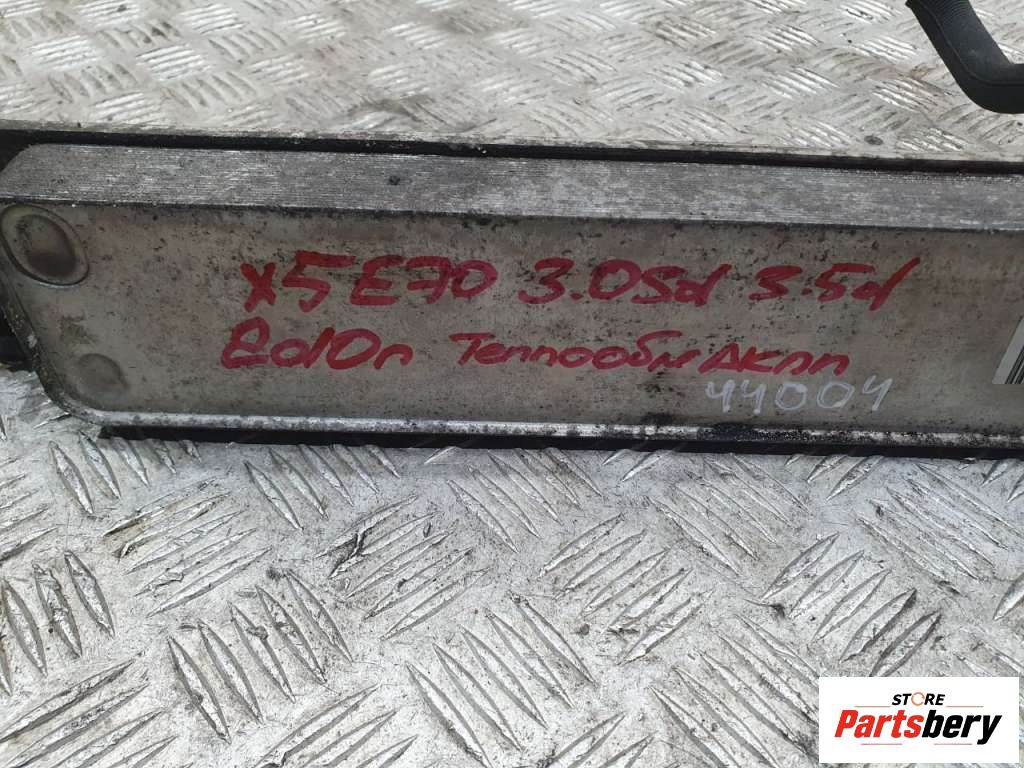 X5 E70 3.0sd 3.5d
2010г Теплообм АКПП
44004
STORE
Partsbery